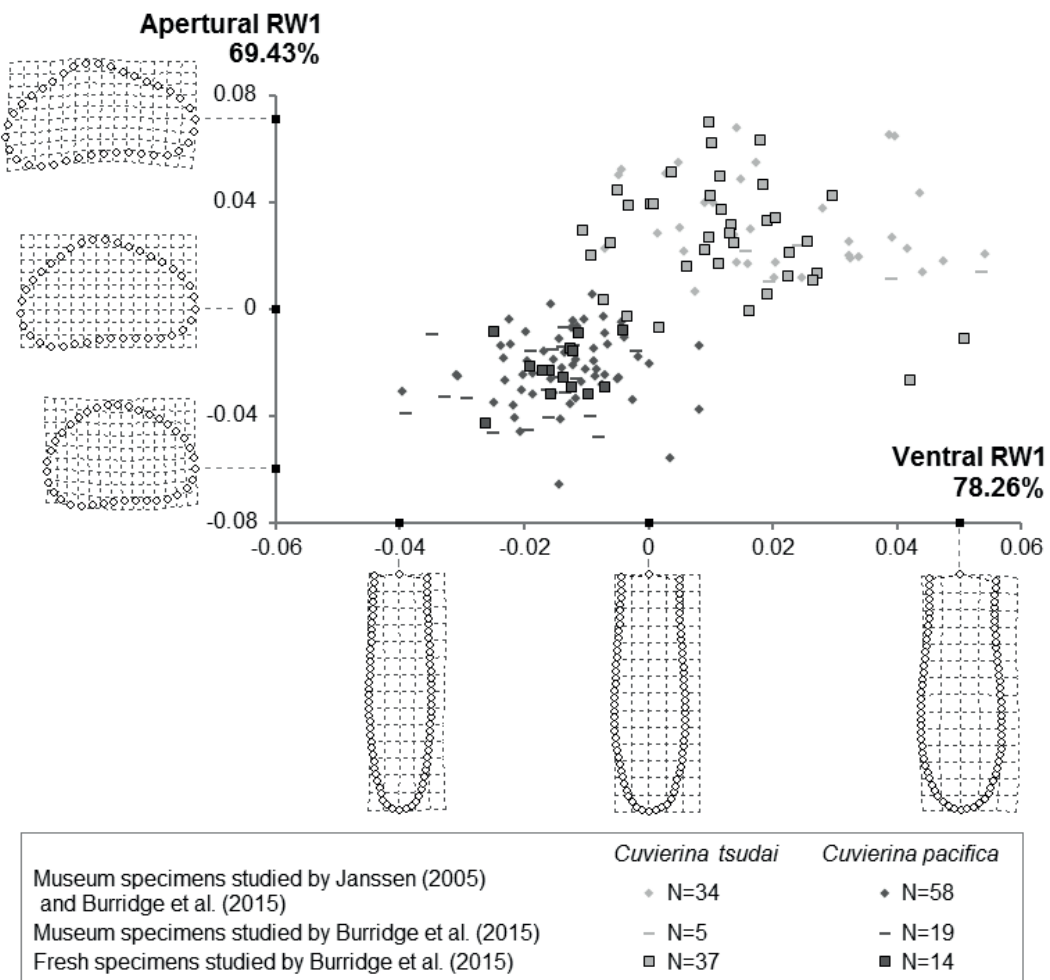 Apertural RW1
69.43%
0.08
0.04
0
-0.04
-0.08
Ventral RW1
78.26%
-0.06
-0.04
-0.02
0
0.02
0.04
0.06
Cuvierina tsudai Cuvierina pacifica
Museum specimens studied by Janssen (2005)
and Burridge et al. (2015)
N=34 N=58
Museum specimens studied by Burridge et al. (2015) N=5 N=19
Fresh specimens studied by Burridge et al. (2015) N=37 N=14